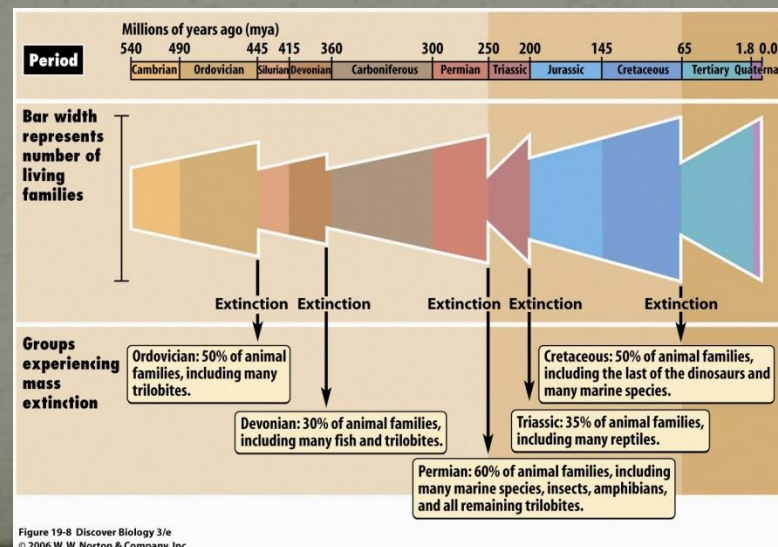 Millions of years ago (mya)
540 490 445 415 360 300 250 200 145 65 1.8 0.0
Period
Cambrian Ordovician Silurian Devonian Carboniferous Permian Triassic Jurassic Cretaceous Tertiary Quaterna
Bar width
represents
number of
living
families
Extinction Extinction Extinction Extinction Extinction
Groups
experiencing
mass
extinction
Ordovician: 50% of animal
families, including many
trilobites.
Cretaceous: 50% of animal families,
including the last of the dinosaurs and
many marine species.
Devonian: 30% of animal families,
including many fish and trilobites.
Triassic: 35% of animal families,
including many reptiles.
Permian: 60% of animal families, including
many marine species, insects, amphibians,
and all remaining trilobites.
Figure 19-8 Discover Biology 3/e
© 2006 W. W. Norton & Company, Inc.